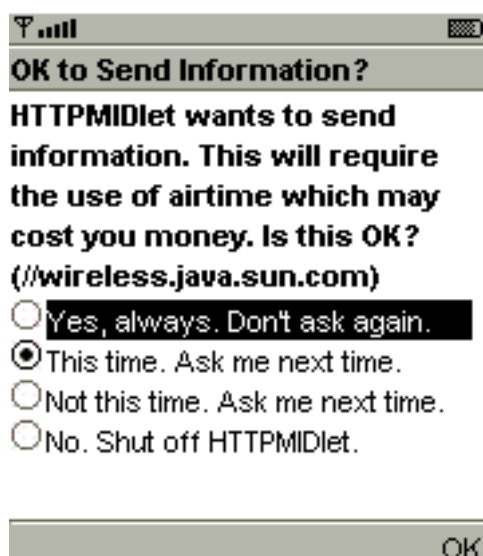 OK to Send Information?
HTTPMIDlet wants to send
information. This will require
the use of airtime which may
cost you money. Is this OK?
(//wireless.java.sun.com)
Yes, always. Don't ask again.
This time. Ask me next time.
Not this time. Ask me next time.
No. Shut off HTTPMIDlet.
OK